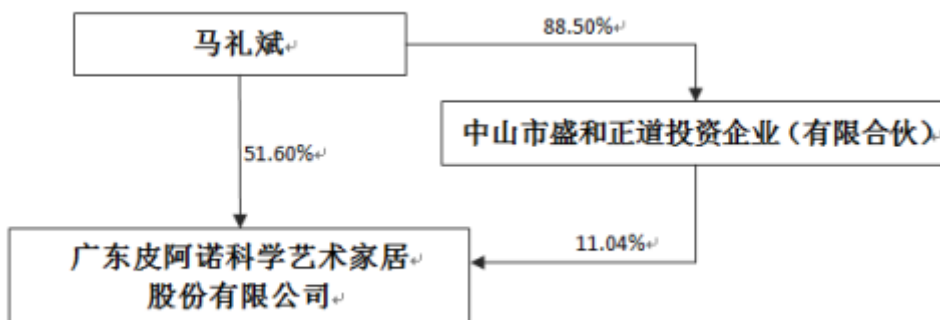 马礼斌
88.50%
中山市盛和正道投资企业（有限合伙）
51.60%
广东皮阿诺科学艺术家居
股份有限公司
11.04%